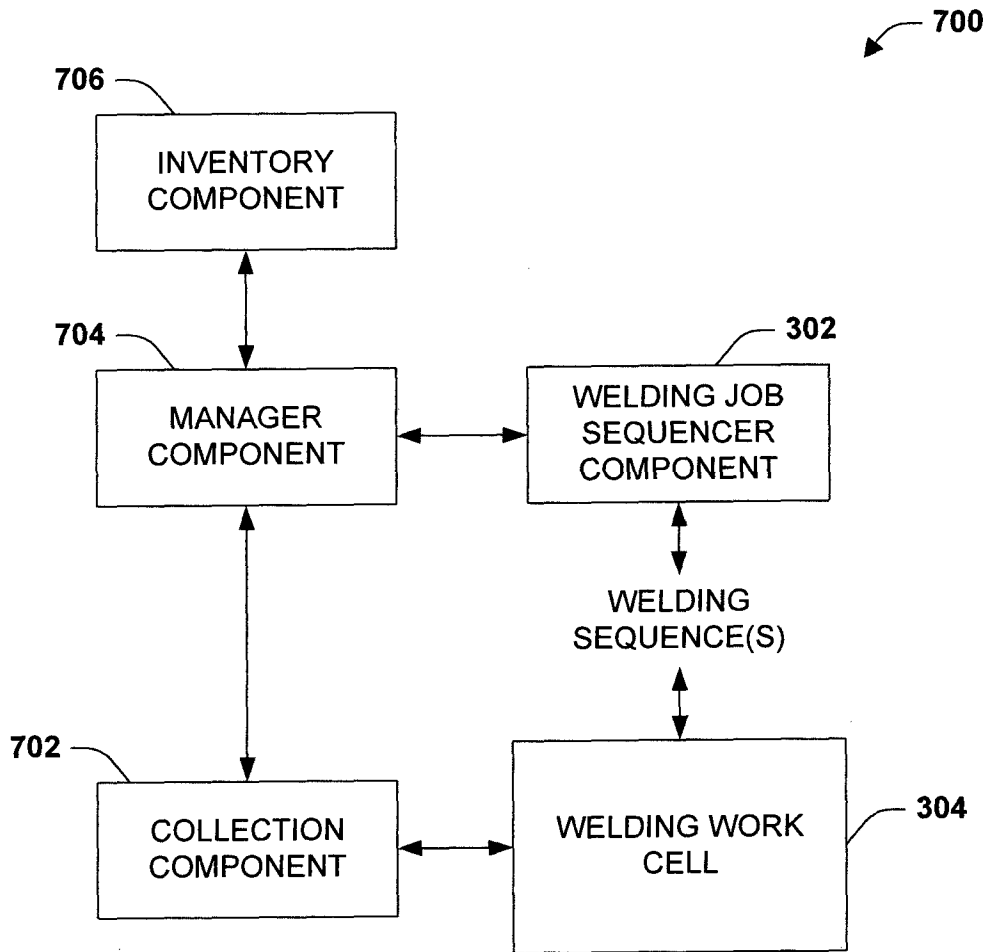 700
706
INVENTORY
COMPONENT
704
MANAGER
COMPONENT
302
WELDING JOB
SEQUENCER
COMPONENT
WELDING
SEQUENCE(S)
702
COLLECTION
COMPONENT
304
WELDING WORK
CELL